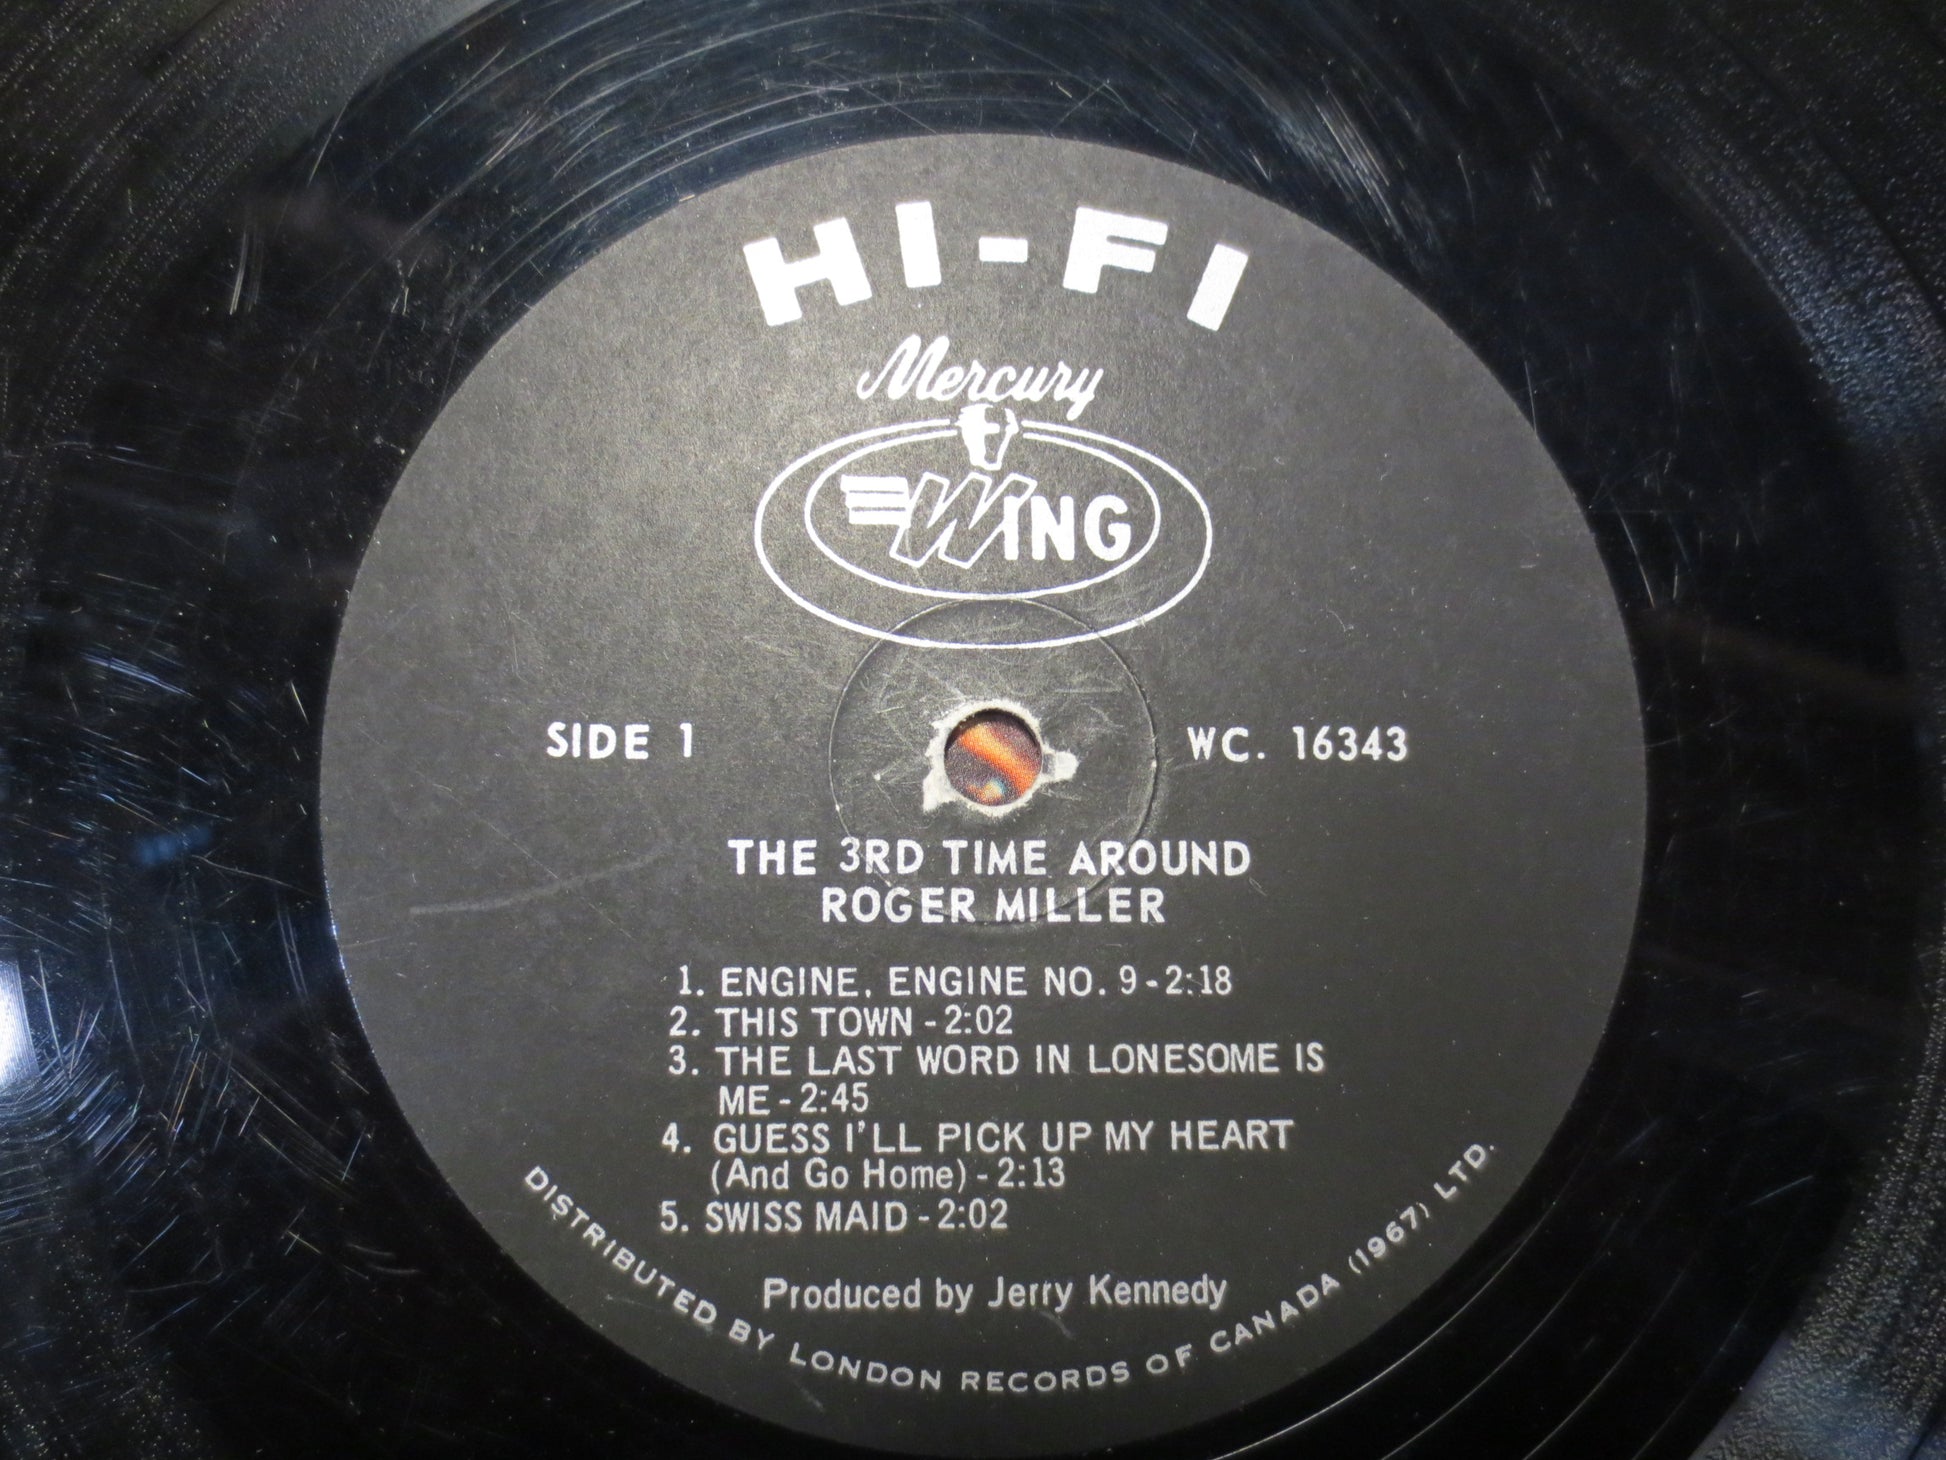 HI-FI
Mercury
WING
SIDE 1
WC. 16343
THE 3RD TIME AROUND
ROGER MILLER
1. ENGINE, ENGINE NO. 9 - 2:18
2. THIS TOWN - 2:02
3. THE LAST WORD IN LONESOME IS
ME - 2:45
4. GUESS I'LL PICK UP MY HEART
(And Go Home) - 2:13
5. SWISS MAID - 2:02
Produced by Jerry Kennedy
DISTRIBUTED BY LONDON RECORDS OF CANADA (1967) LTD.